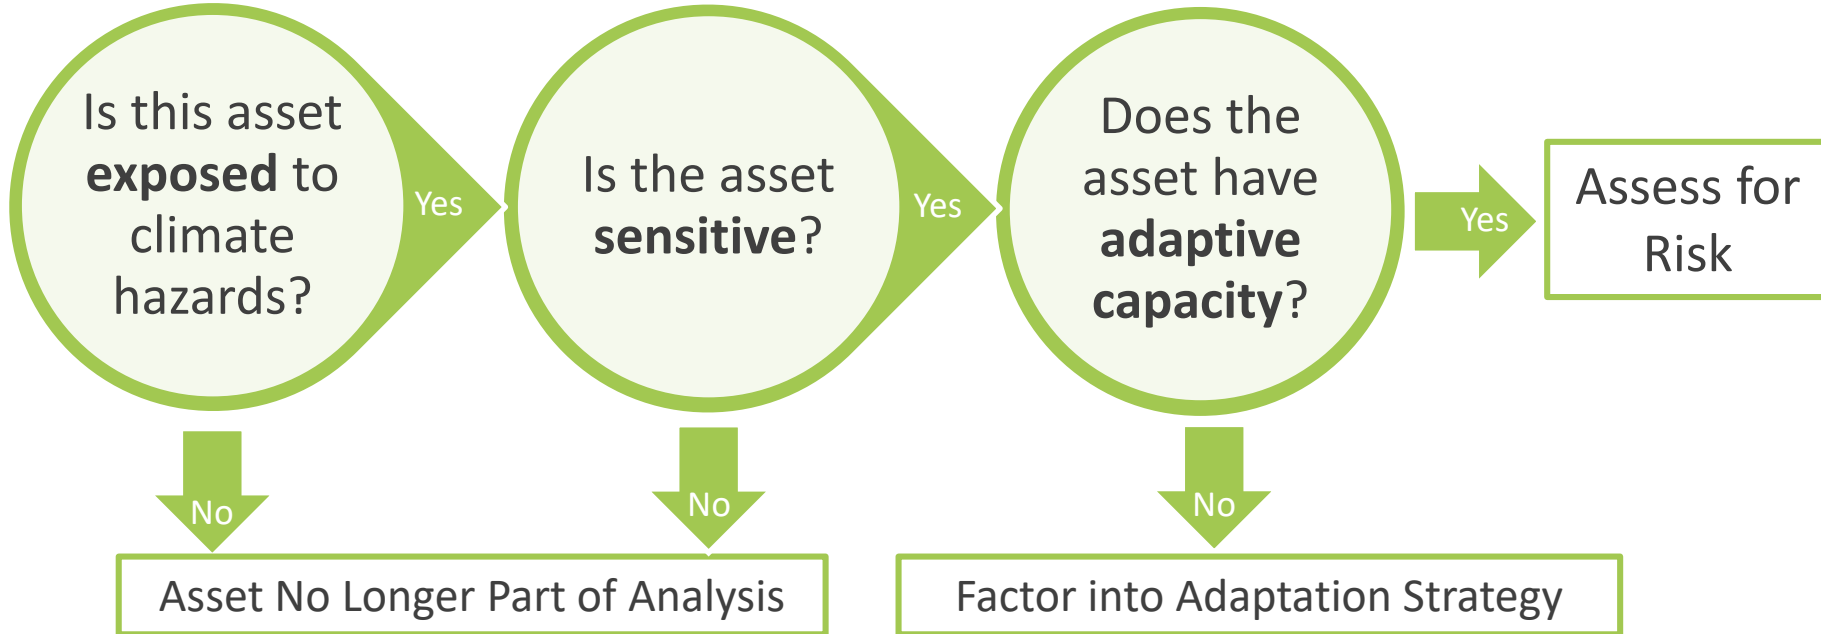 Is this asset
exposed to
climate
hazards?
Yes
Is the asset
sensitive?
Yes
Does the
asset have
adaptive
capacity?
Yes
Assess for
Risk
No
No
No
Asset No Longer Part of Analysis
Factor into Adaptation Strategy